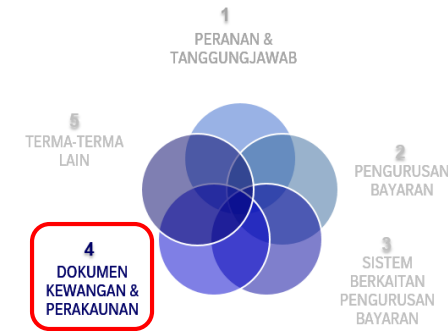 1
PERANAN &
TANGGUNGJAWAB
2
PENGURUSAN
BAYARAN
3
SISTEM
BERKAITAN
PENGURUSAN
BAYARAN
4
DOKUMEN
KEWANGAN &
PERAKAUNAN
5
TERMA-TERMA
LAIN